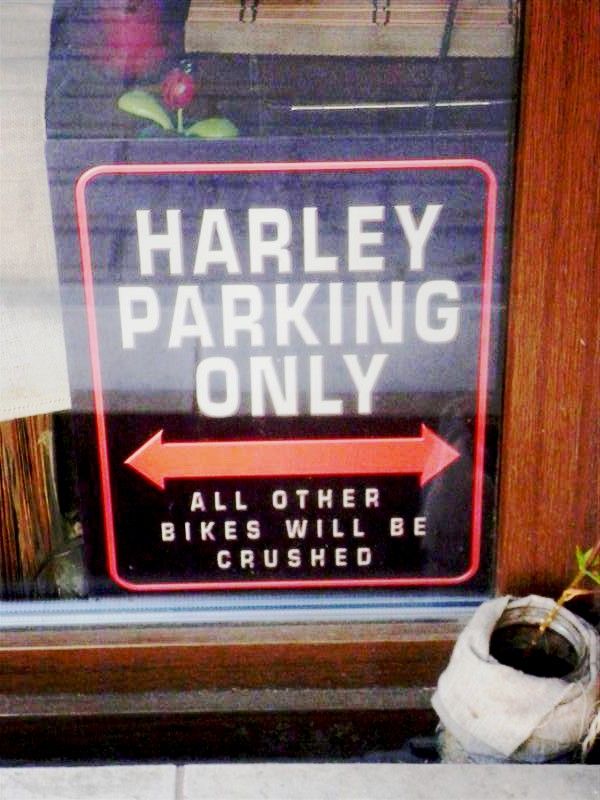 HARLEY
PARKING
ONLY
ALL OTHER
BIKES WILL BE
CRUSHED